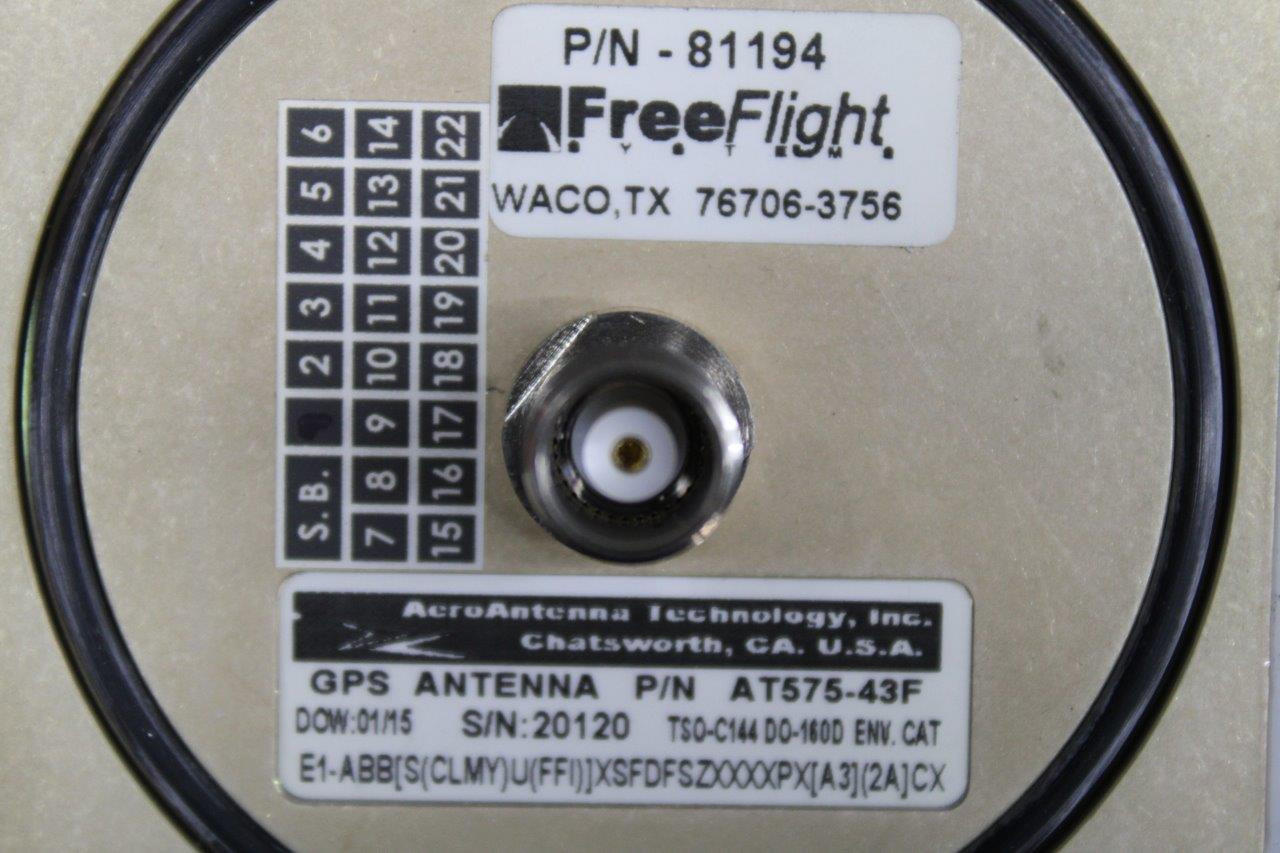 P/N - 81194
FreeFlight
SYSTEMS
WACO,TX 76706-3756
6 14 22
5 13 21
4 12 20
3 11 19
2 10 18
9 17
S.B. 8 16
7 15
AeroAntenna Technology, Inc.
Chatsworth, CA. U.S.A.
GPS ANTENNA P/N AT575-43F
DOW:01/15 S/N:20120 TSO-C144 DO-160D ENV. CAT
E1-ABB[S(CLMY)U(FFI)]XSFDFSZXXXXPX[A3](2A]CX